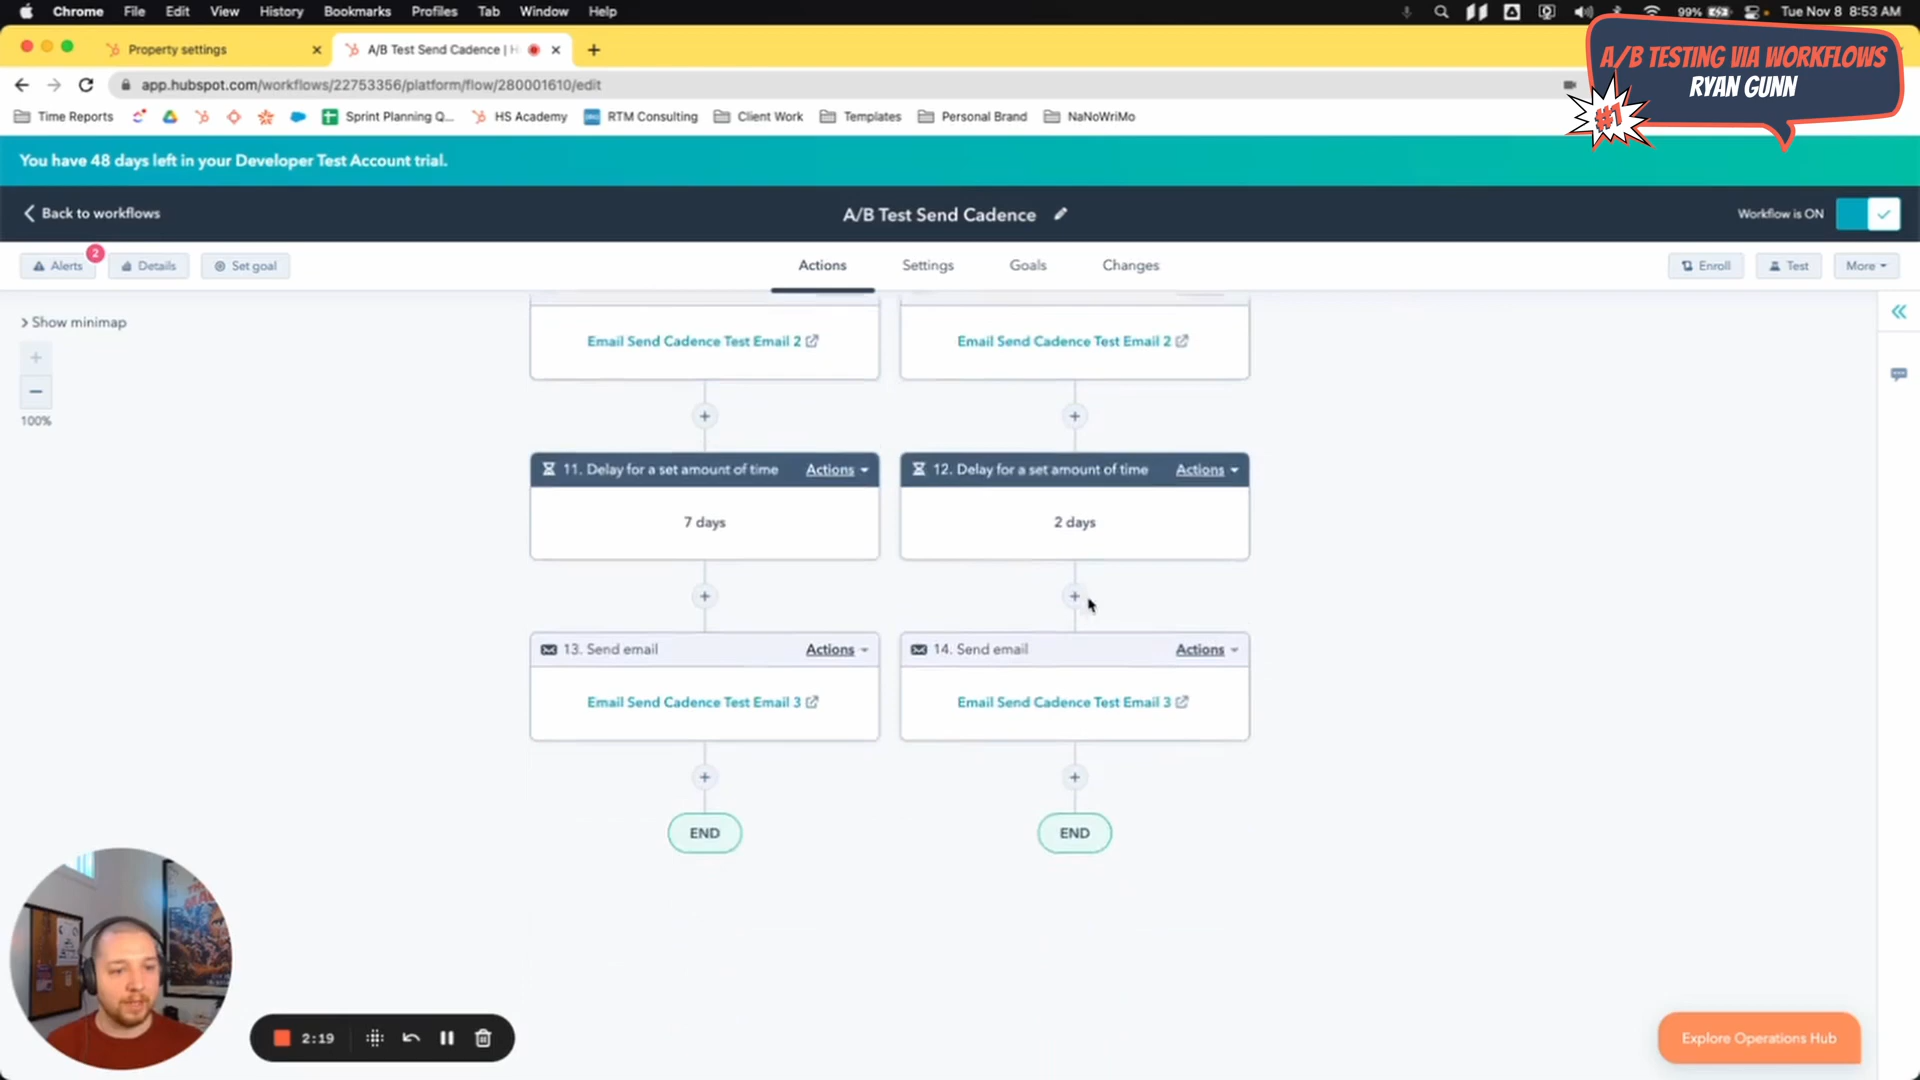 Chrome File Edit View History Bookmarks Profiles Tab Window Help
99% Tue Nov 8 8:53 AM
A/B TESTING VIA WORKFLOWS
RYAN GUNN
#1
Property settings
A/B Test Send Cadence | H
app.hubspot.com/workflows/22753356/platform/flow/280001610/edit
Time Reports Sprint Planning Q... HS Academy RTM Consulting Client Work Templates Personal Brand NaNoWriMo
You have 48 days left in your Developer Test Account trial.
Back to workflows
A/B Test Send Cadence
Workflow is ON
Alerts 2 Details Set goal
Actions Settings Goals Changes
Enroll Test More
Show minimap
+
−
100%
Email Send Cadence Test Email 2
Email Send Cadence Test Email 2
11. Delay for a set amount of time Actions
7 days
12. Delay for a set amount of time Actions
2 days
13. Send email Actions
Email Send Cadence Test Email 3
14. Send email Actions
Email Send Cadence Test Email 3
END
END
2:19
Explore Operations Hub